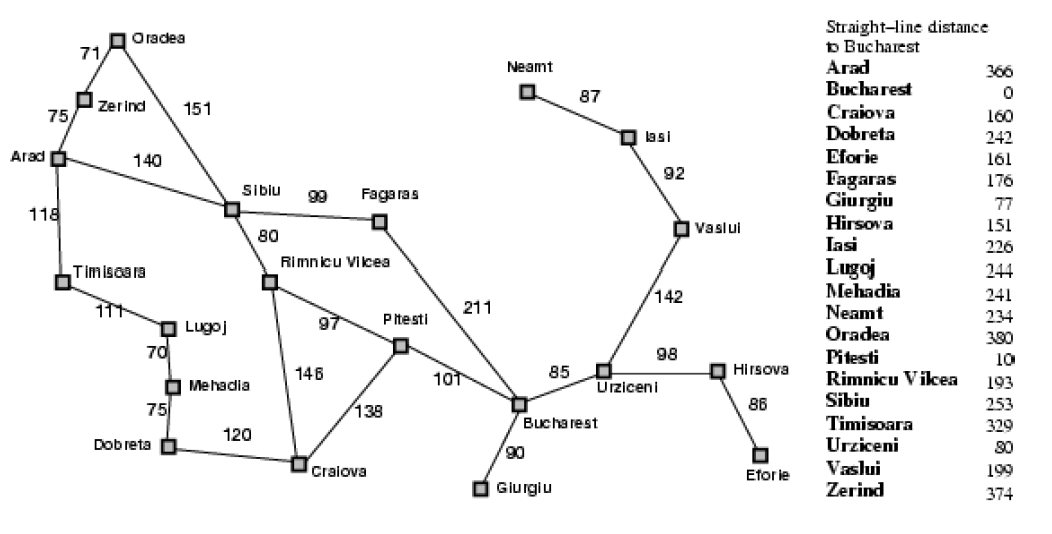 Oradea
71
Zerind
75
151
Arad
140
118
Sibiu
99
Fagaras
80
Rimnicu Vilcea
Timisoara
111
Lugoj
70
Mehadia
75
Dobreta
120
Craiova
146
97
Pitesti
138
101
211
Neamt
87
Iasi
92
Vaslui
142
85
98
Urziceni
Hirsova
86
Eforie
Bucharest
90
Giurgiu
Straight–line distance
to Bucharest
Arad 366
Bucharest 0
Craiova 160
Dobreta 242
Eforie 161
Fagaras 176
Giurgiu 77
Hirsova 151
Iasi 226
Lugoj 244
Mehadia 241
Neamt 234
Oradea 380
Pitesti 10
Rimnicu Vilcea 193
Sibiu 253
Timisoara 329
Urziceni 80
Vaslui 199
Zerind 374